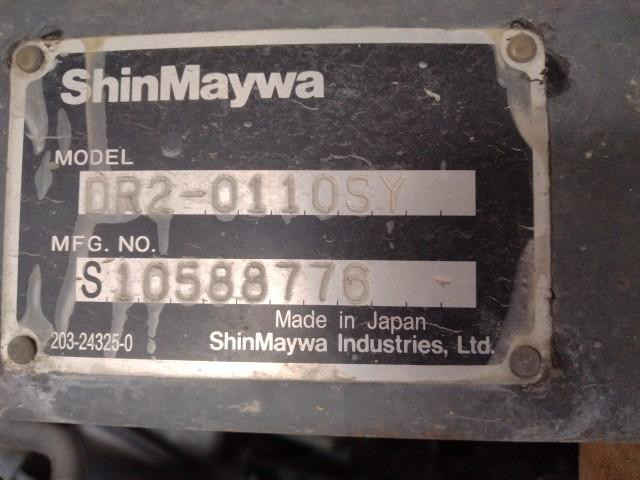 ShinMaywa
MODEL
DR2-0110SY
MFG. NO.
S10588776
Made in Japan
203-24325-0 ShinMaywa Industries, Ltd.